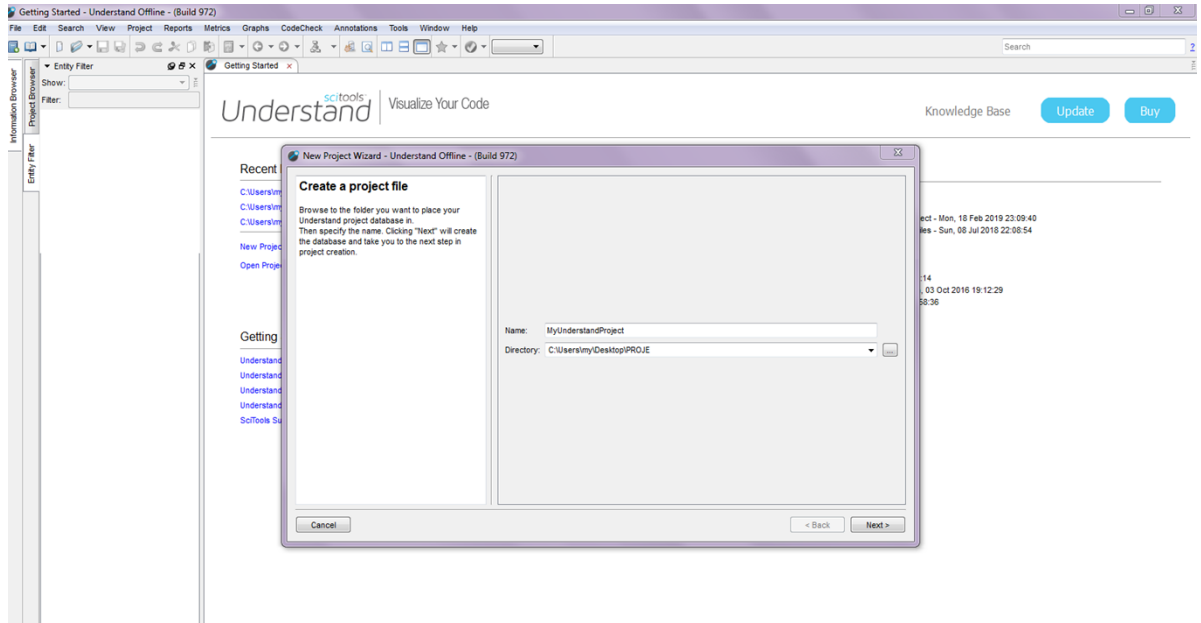 Getting Started - Understand Offline - (Build 972)
File Edit Search View Project Reports Metrics Graphs CodeCheck Annotations Tools Window Help
Search
?
Information Browser
Project Browser
Entity Filter
Entity Filter
Show:
Filter:
Getting Started
scitools
Understand
Visualize Your Code
Knowledge Base
Update
Buy
Recent
C:\Users\m
C:\Users\m
C:\Users\m
New Projec
Open Proje
Getting
Understand
Understand
Understand
Understand
SciTools Su
ect - Mon, 18 Feb 2019 23:09:40
iles - Sun, 08 Jul 2018 22:08:54
:14
, 03 Oct 2016 19:12:29
58:36
New Project Wizard - Understand Offline - (Build 972)
Create a project file
Browse to the folder you want to place your
Understand project database in.
Then specify the name. Clicking "Next" will create
the database and take you to the next step in
project creation.
Name: MyUnderstandProject
Directory: C:\Users\my\Desktop\PROJE
...
Cancel
< Back
Next >